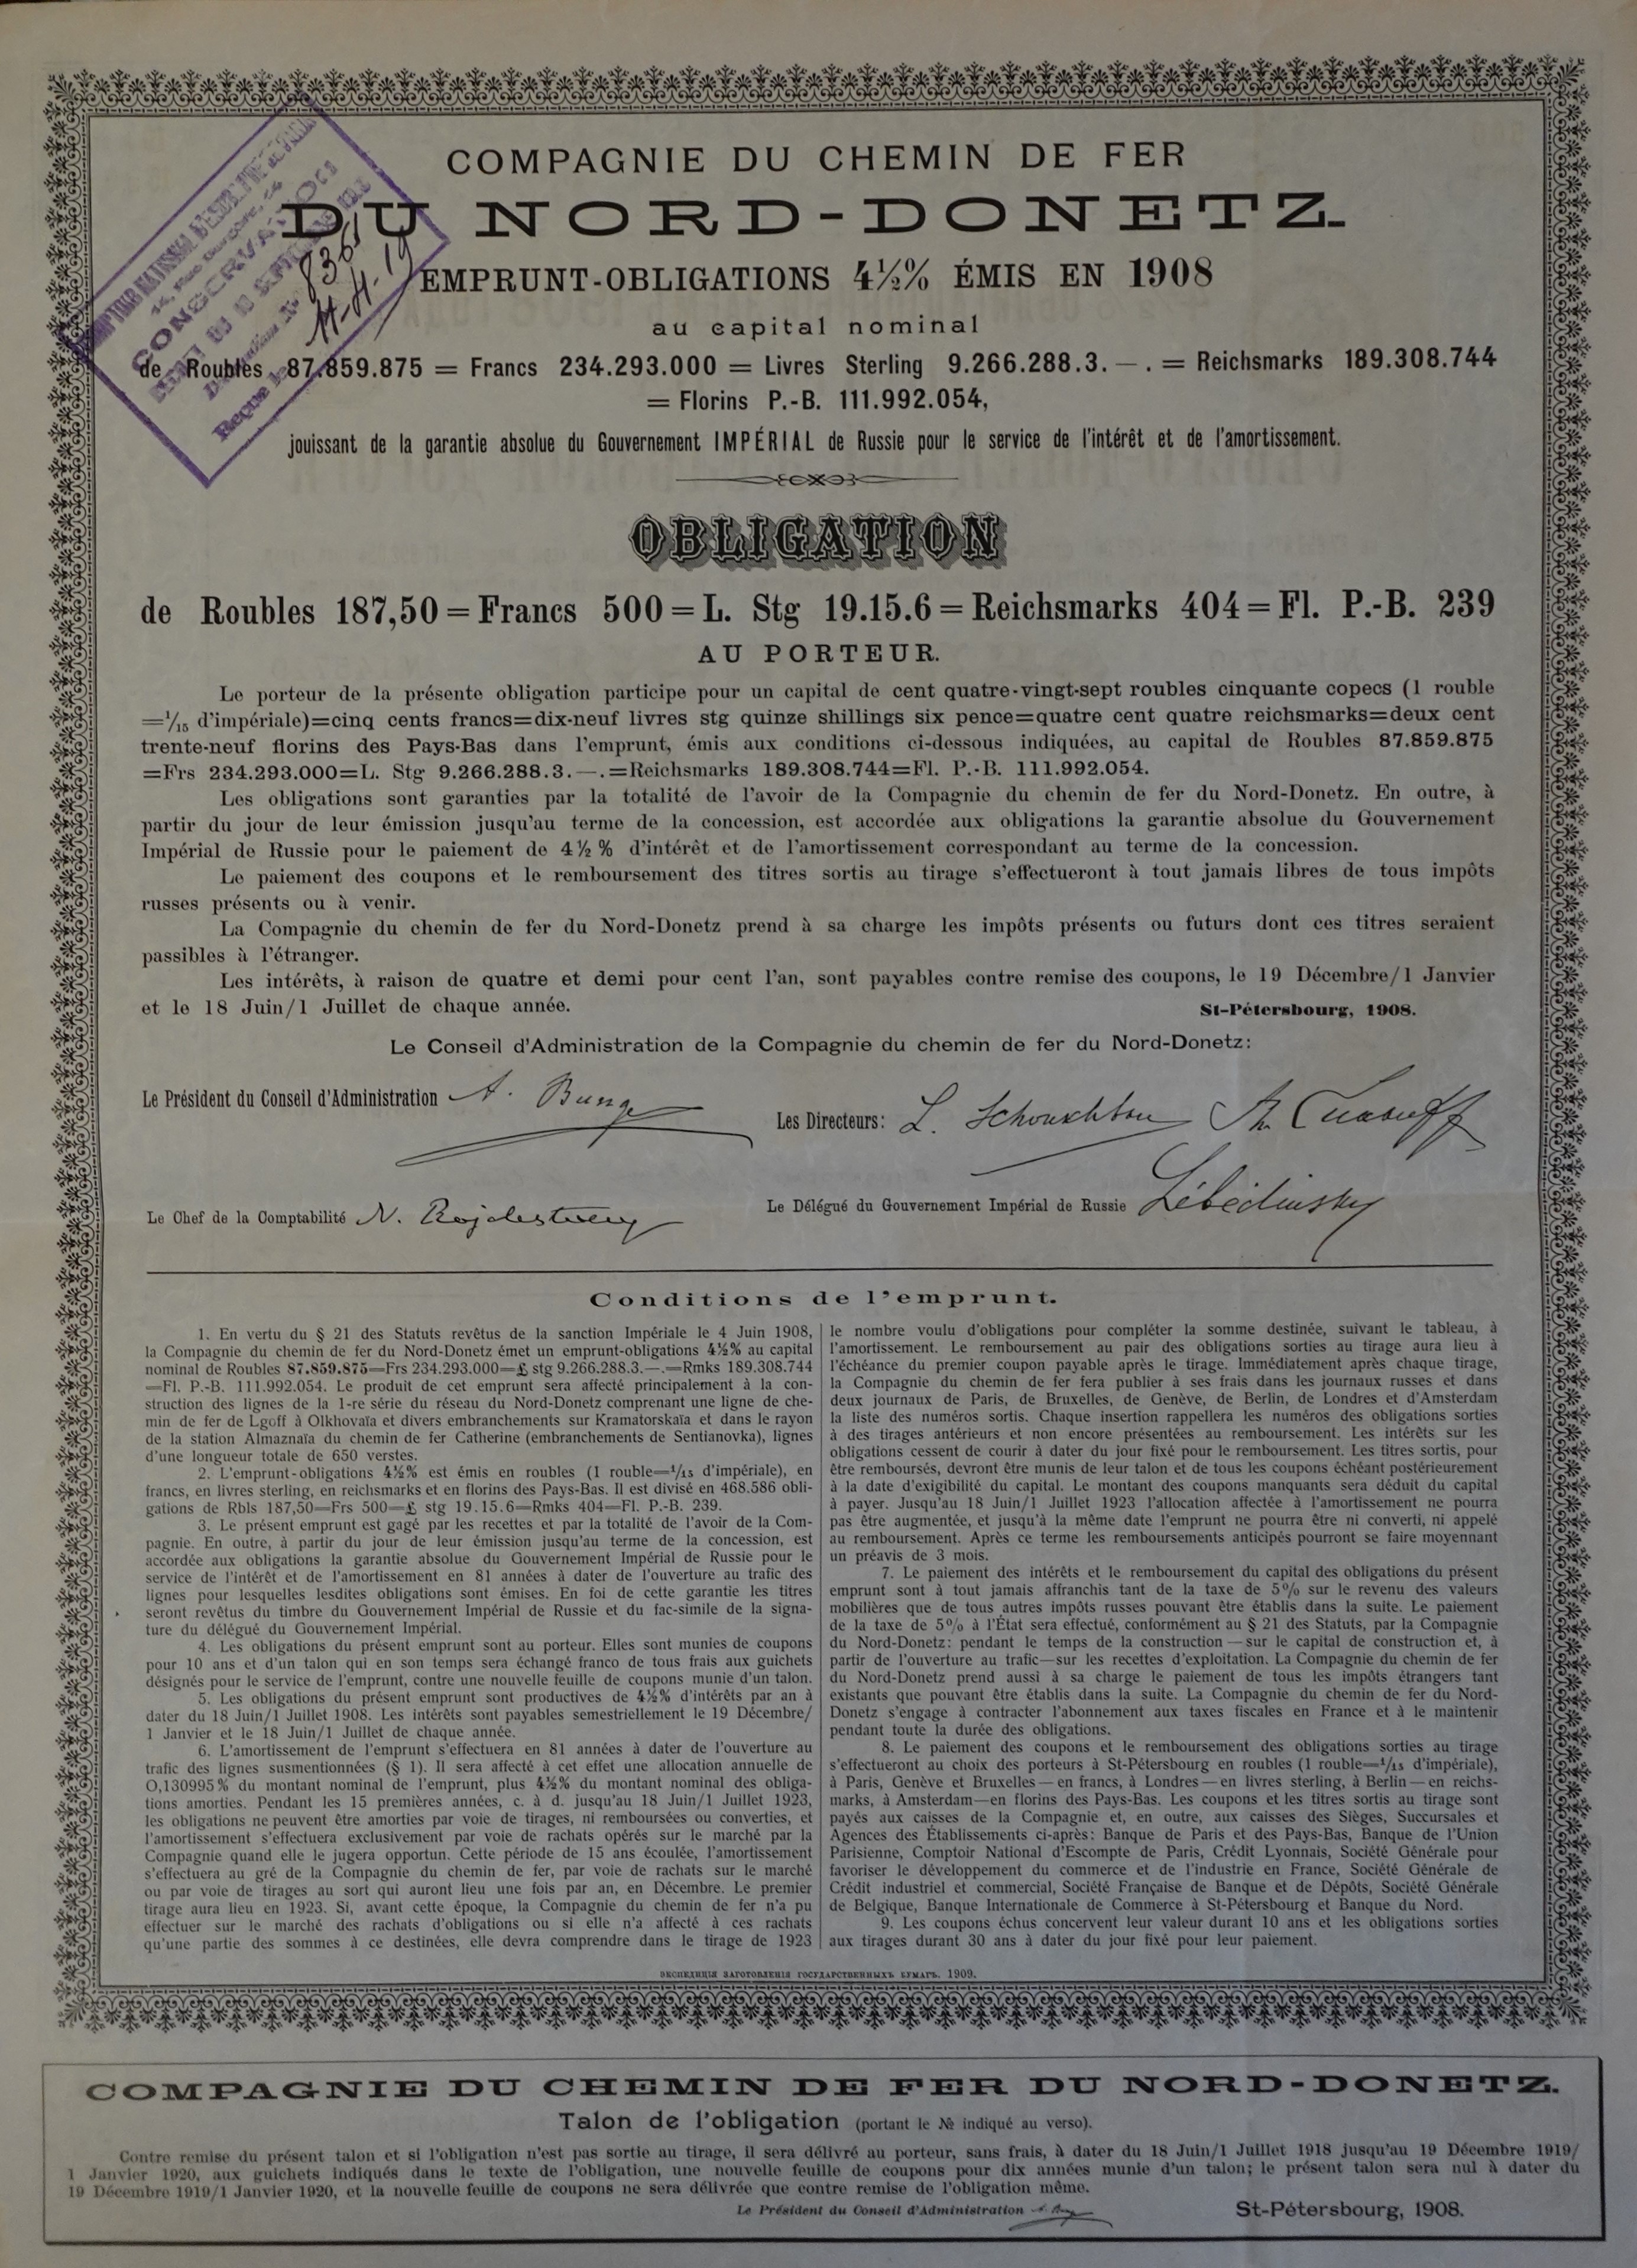 COMPAGNIE DU CHEMIN DE FER
DU NORD-DONETZ.
EMPRUNT-OBLIGATIONS 4½% ÉMIS EN 1908
au capital nominal
de Roubles 87.859.875 = Francs 234.293.000 = Livres Sterling 9.266.288.3. — . = Reichsmarks 189.308.744
= Florins P.-B. 111.992.054,
jouissant de la garantie absolue du Gouvernement IMPÉRIAL de Russie pour le service de l'intérêt et de l'amortissement.
CONSERVATION
8361
11-4-19
OBLIGATION
de Roubles 187,50 = Francs 500 = L. Stg 19.15.6 = Reichsmarks 404 = Fl. P.-B. 239
AU PORTEUR.
Le porteur de la présente obligation participe pour un capital de cent quatre-vingt-sept roubles cinquante copecs (1 rouble
=1/15 d'impériale)=cinq cents francs=dix-neuf livres stg quinze shillings six pence=quatre cent quatre reichsmarks=deux cent
trente-neuf florins des Pays-Bas dans l'emprunt, émis aux conditions ci-dessous indiquées, au capital de Roubles 87.859.875
=Frs 234.293.000=L. Stg 9.266.288.3.—.=Reichsmarks 189.308.744=Fl. P.-B. 111.992.054.
Les obligations sont garanties par la totalité de l'avoir de la Compagnie du chemin de fer du Nord-Donetz. En outre, à
partir du jour de leur émission jusqu'au terme de la concession, est accordée aux obligations la garantie absolue du Gouvernement
Impérial de Russie pour le paiement de 4½% d'intérêt et de l'amortissement correspondant au terme de la concession.
Le paiement des coupons et le remboursement des titres sortis au tirage s'effectueront à tout jamais libres de tous impôts
russes présents ou à venir.
La Compagnie du chemin de fer du Nord-Donetz prend à sa charge les impôts présents ou futurs dont ces titres seraient
passibles à l'étranger.
Les intérêts, à raison de quatre et demi pour cent l'an, sont payables contre remise des coupons, le 19 Décembre/1 Janvier
et le 18 Juin/1 Juillet de chaque année.
St-Pétersbourg, 1908.
Le Conseil d'Administration de la Compagnie du chemin de fer du Nord-Donetz:
Le Président du Conseil d'Administration A. Bunge
Les Directeurs: L. Schoukhtan
Le Chef de la Comptabilité N. Rojdestvensky
Le Délégué du Gouvernement Impérial de Russie Lébédinsky
Conditions de l'emprunt.
1. En vertu du § 21 des Statuts revêtus de la sanction Impériale le 4 Juin 1908,
la Compagnie du chemin de fer du Nord-Donetz émet un emprunt-obligations 4½% au capital
nominal de Roubles 87.859.875=Frs 234.293.000=£ stg 9.266.288.3.—.=Rmks 189.308.744
=Fl. P.-B. 111.992.054. Le produit de cet emprunt sera affecté principalement à la con-
struction des lignes de la 1-re série du réseau du Nord-Donetz comprenant une ligne de che-
min de fer de Lgoff à Olkhovaïa et divers embranchements sur Kramatorskaïa et dans le rayon
de la station Almaznaïa du chemin de fer Catherine (embranchements de Sentianovka), lignes
d'une longueur totale de 650 verstes.
2. L'emprunt-obligations 4½% est émis en roubles (1 rouble=1/15 d'impériale), en
francs, en livres sterling, en reichsmarks et en florins des Pays-Bas. Il est divisé en 468.586 obli-
gations de Rbls 187,50=Frs 500=£ stg 19.15.6=Rmks 404=Fl. P.-B. 239.
3. Le présent emprunt est gagé par les recettes et par la totalité de l'avoir de la Com-
pagnie. En outre, à partir du jour de leur émission jusqu'au terme de la concession, est
accordée aux obligations la garantie absolue du Gouvernement Impérial de Russie pour le
service de l'intérêt et de l'amortissement en 81 années à dater de l'ouverture au trafic des
lignes pour lesquelles lesdites obligations sont émises. En foi de cette garantie les titres
seront revêtus du timbre du Gouvernement Impérial de Russie et du fac-simile de la signa-
ture du délégué du Gouvernement Impérial.
4. Les obligations du présent emprunt sont au porteur. Elles sont munies de coupons
pour 10 ans et d'un talon qui en son temps sera échangé franco de tous frais aux guichets
désignés pour le service de l'emprunt, contre une nouvelle feuille de coupons munie d'un talon.
5. Les obligations du présent emprunt sont productives de 4½% d'intérêts par an à
dater du 18 Juin/1 Juillet 1908. Les intérêts sont payables semestriellement le 19 Décembre/
1 Janvier et le 18 Juin/1 Juillet de chaque année.
6. L'amortissement de l'emprunt s'effectuera en 81 années à dater de l'ouverture au
trafic des lignes susmentionnées (§ 1). Il sera affecté à cet effet une allocation annuelle de
0,130995% du montant nominal de l'emprunt, plus 4½% du montant nominal des obliga-
tions amorties. Pendant les 15 premières années, c. à d. jusqu'au 18 Juin/1 Juillet 1923,
les obligations ne peuvent être amorties par voie de tirages, ni remboursées ou converties, et
l'amortissement s'effectuera exclusivement par voie de rachats opérés sur le marché par la
Compagnie quand elle le jugera opportun. Cette période de 15 ans écoulée, l'amortissement
s'effectuera au gré de la Compagnie du chemin de fer, par voie de rachats sur le marché
ou par voie de tirages au sort qui auront lieu une fois par an, en Décembre. Le premier
tirage aura lieu en 1923. Si, avant cette époque, la Compagnie du chemin de fer n'a pu
effectuer sur le marché des rachats d'obligations ou si elle n'a affecté à ces rachats
qu'une partie des sommes à ce destinées, elle devra comprendre dans le tirage de 1923
le nombre voulu d'obligations pour compléter la somme destinée, suivant le tableau, à
l'amortissement. Le remboursement au pair des obligations sorties au tirage aura lieu à
l'échéance du premier coupon payable après le tirage. Immédiatement après chaque tirage,
la Compagnie du chemin de fer fera publier à ses frais dans les journaux russes et dans
deux journaux de Paris, de Bruxelles, de Genève, de Berlin, de Londres et d'Amsterdam
la liste des numéros sortis. Chaque insertion rappellera les numéros des obligations sorties
à des tirages antérieurs et non encore présentées au remboursement. Les intérêts sur les
obligations cessent de courir à dater du jour fixé pour le remboursement. Les titres sortis, pour
être remboursés, devront être munis de leur talon et de tous les coupons échéant postérieurement
à la date d'exigibilité du capital. Le montant des coupons manquants sera déduit du capital
à payer. Jusqu'au 18 Juin/1 Juillet 1923 l'allocation affectée à l'amortissement ne pourra
pas être augmentée, et jusqu'à la même date l'emprunt ne pourra être ni converti, ni appelé
au remboursement. Après ce terme les remboursements anticipés pourront se faire moyennant
un préavis de 3 mois.
7. Le paiement des intérêts et le remboursement du capital des obligations du présent
emprunt sont à tout jamais affranchis tant de la taxe de 5% sur le revenu des valeurs
mobilières que de tous autres impôts russes pouvant être établis dans la suite. Le paiement
de la taxe de 5% à l'État sera effectué, conformément au § 21 des Statuts, par la Compagnie
du Nord-Donetz: pendant le temps de la construction — sur le capital de construction et, à
partir de l'ouverture au trafic—sur les recettes d'exploitation. La Compagnie du chemin de fer
du Nord-Donetz prend aussi à sa charge le paiement de tous les impôts étrangers tant
existants que pouvant être établis dans la suite. La Compagnie du chemin de fer du Nord-
Donetz s'engage à contracter l'abonnement aux taxes fiscales en France et à le maintenir
pendant toute la durée des obligations.
8. Le paiement des coupons et le remboursement des obligations sorties au tirage
s'effectueront au choix des porteurs à St-Pétersbourg en roubles (1 rouble=1/15 d'impériale),
à Paris, Genève et Bruxelles — en francs, à Londres — en livres sterling, à Berlin — en reichs-
marks, à Amsterdam—en florins des Pays-Bas. Les coupons et les titres sortis au tirage sont
payés aux caisses de la Compagnie et, en outre, aux caisses des Sièges, Succursales et
Agences des Établissements ci-après: Banque de Paris et des Pays-Bas, Banque de l'Union
Parisienne, Comptoir National d'Escompte de Paris, Crédit Lyonnais, Société Générale pour
favoriser le développement du commerce et de l'industrie en France, Société Générale de
Crédit industriel et commercial, Société Française de Banque et de Dépôts, Société Générale
de Belgique, Banque Internationale de Commerce à St-Pétersbourg et Banque du Nord.
9. Les coupons échus concervent leur valeur durant 10 ans et les obligations sorties
aux tirages durant 30 ans à dater du jour fixé pour leur paiement.
ЭКСПЕДИЦІЯ ЗАГОТОВЛЕНІЯ ГОСУДАРСТВЕННЫХЪ БУМАГЪ. 1909.
COMPAGNIE DU CHEMIN DE FER DU NORD-DONETZ.
Talon de l'obligation (portant le № indiqué au verso).
Contre remise du présent talon et si l'obligation n'est pas sortie au tirage, il sera délivré au porteur, sans frais, à dater du 18 Juin/1 Juillet 1918 jusqu'au 19 Décembre 1919/
1 Janvier 1920, aux guichets indiqués dans le texte de l'obligation, une nouvelle feuille de coupons pour dix années munie d'un talon; le présent talon sera nul à dater du
19 Décembre 1919/1 Janvier 1920, et la nouvelle feuille de coupons ne sera délivrée que contre remise de l'obligation même.
Le Président du Conseil d'Administration A. Bunge
St-Pétersbourg, 1908.